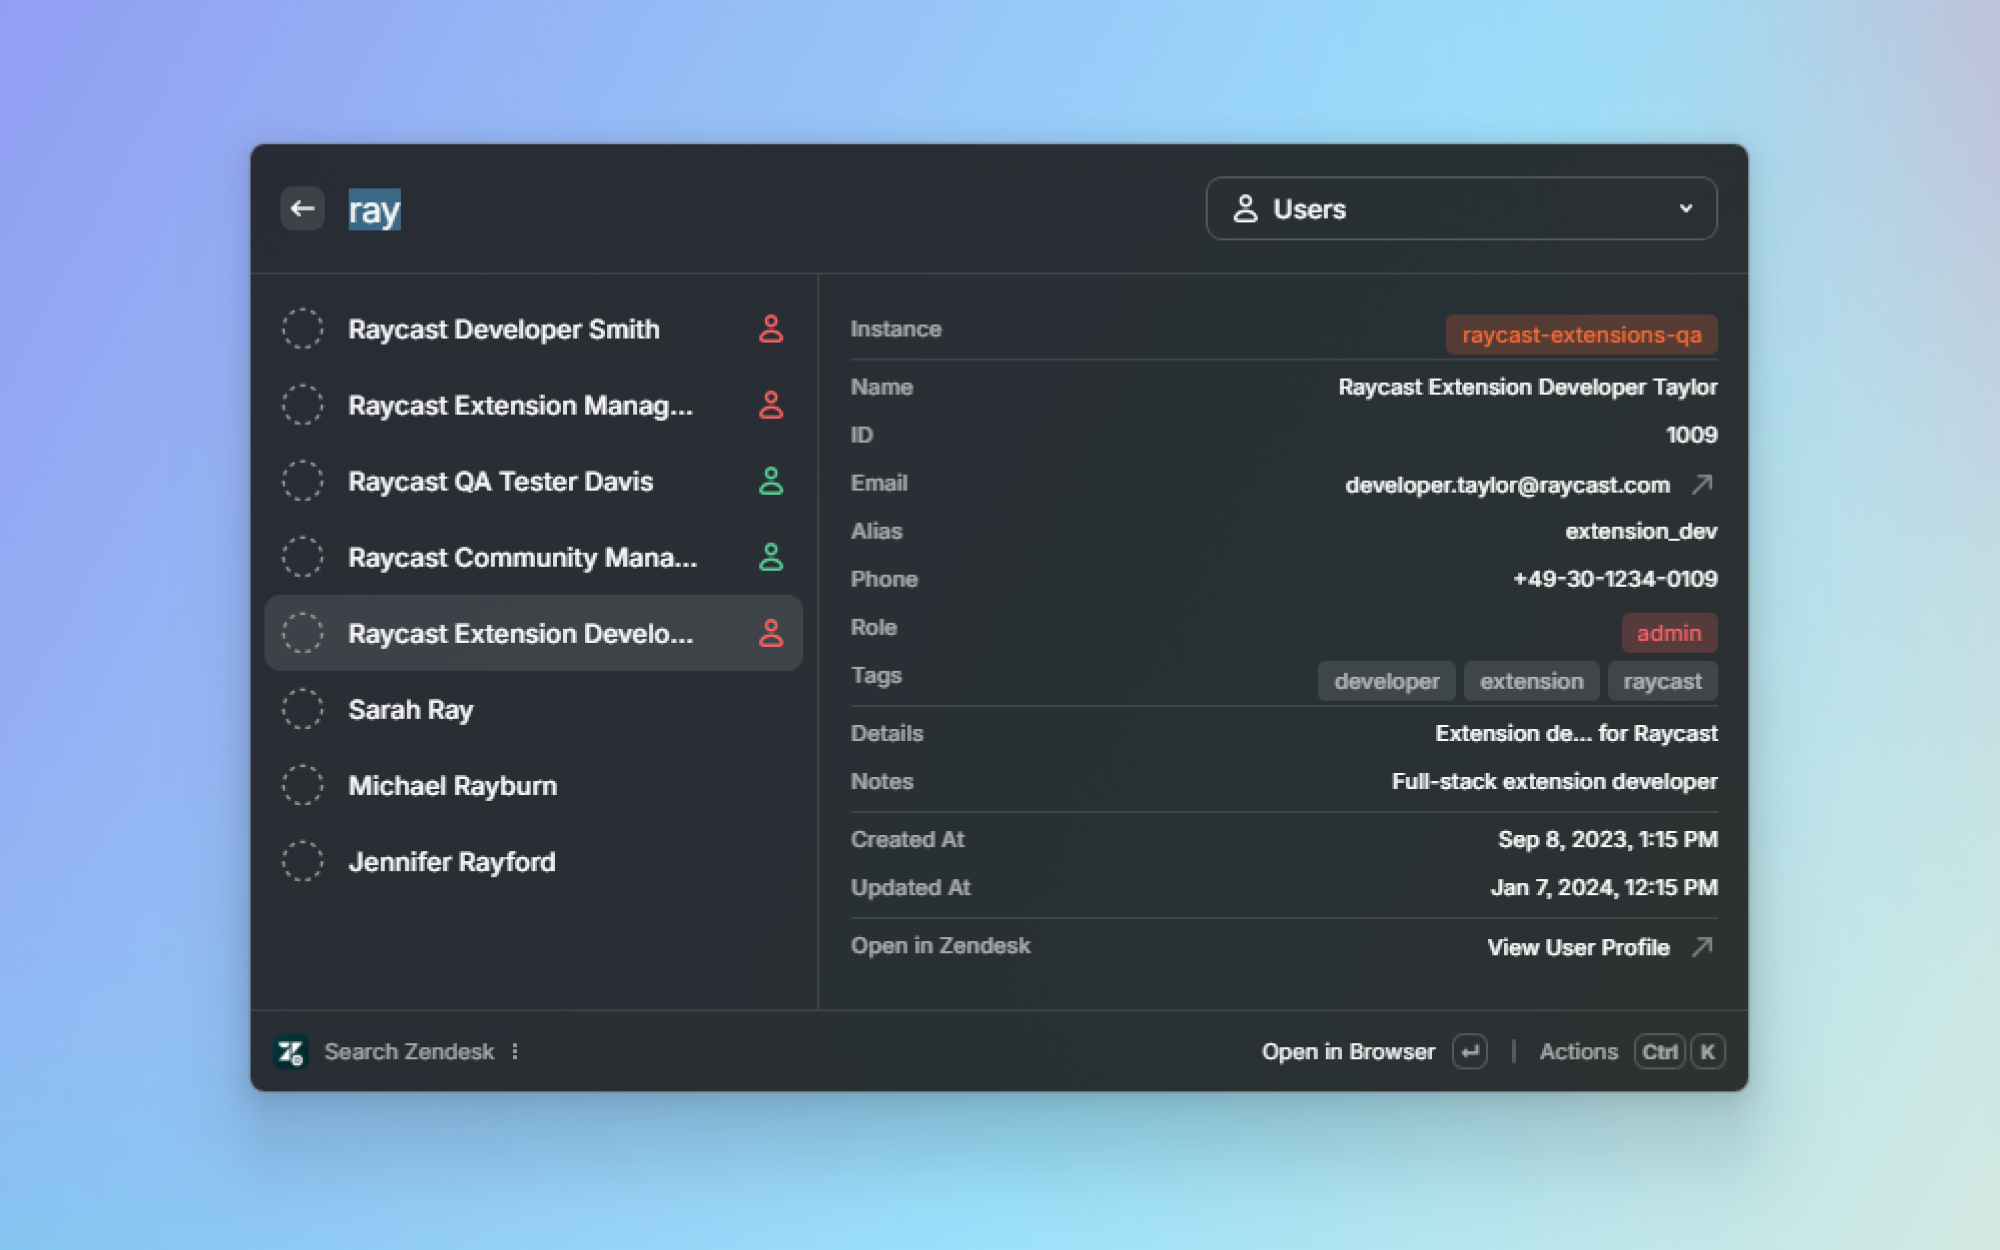 ray
Users
Raycast Developer Smith
Raycast Extension Manag...
Raycast QA Tester Davis
Raycast Community Mana...
Raycast Extension Develo...
Sarah Ray
Michael Rayburn
Jennifer Rayford
Instance raycast-extensions-qa
Name Raycast Extension Developer Taylor
ID 1009
Email developer.taylor@raycast.com
Alias extension_dev
Phone +49-30-1234-0109
Role admin
Tags developer extension raycast
Details Extension de... for Raycast
Notes Full-stack extension developer
Created At Sep 8, 2023, 1:15 PM
Updated At Jan 7, 2024, 12:15 PM
Open in Zendesk View User Profile
Search Zendesk
Open in Browser Actions Ctrl K